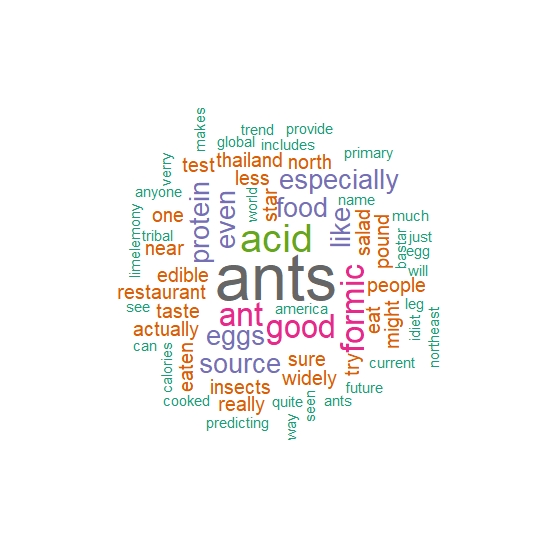 makes
trend
provide
global
includes
verry
test
thailand
north
primary
less
star
especially
anyone
protein
even
world
food
like
name
limelemony
one
tribal
near
acid
salad
pound
much
bastar
just
egg
will
ants
edible
restaurant
formic
people
see
taste
ant
america
good
eat
might
leg
idiet
northeast
actually
eggs
can
calories
eaten
source
sure
try
current
insects
widely
future
cooked
really
quite
seen
ants
predicting
way